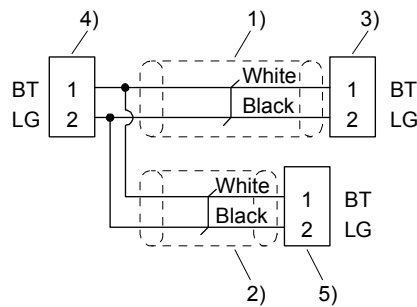 4) 1) 3)
BT 1 White 1 BT
LG 2 Black 2 LG
White 1 BT
Black 2 LG
2) 5)